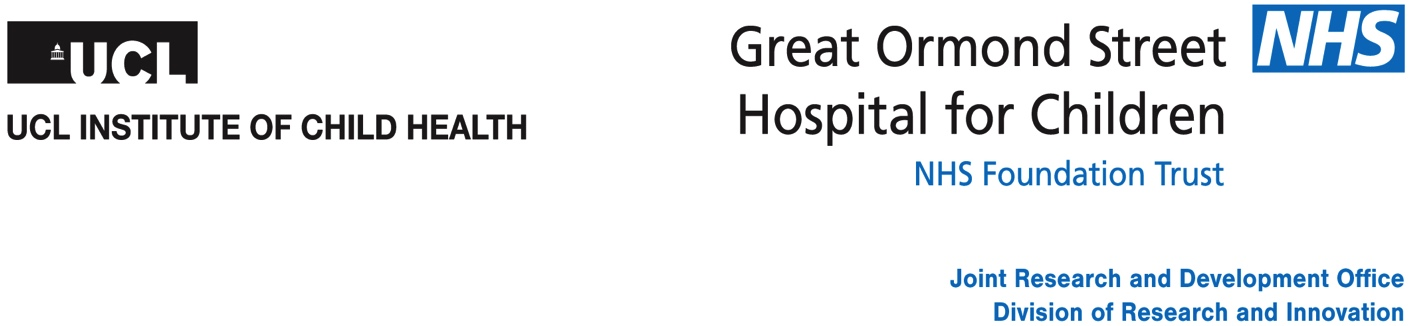 UCL
UCL INSTITUTE OF CHILD HEALTH
Great Ormond Street
Hospital for Children
NHS Foundation Trust
NHS
Joint Research and Development Office
Division of Research and Innovation